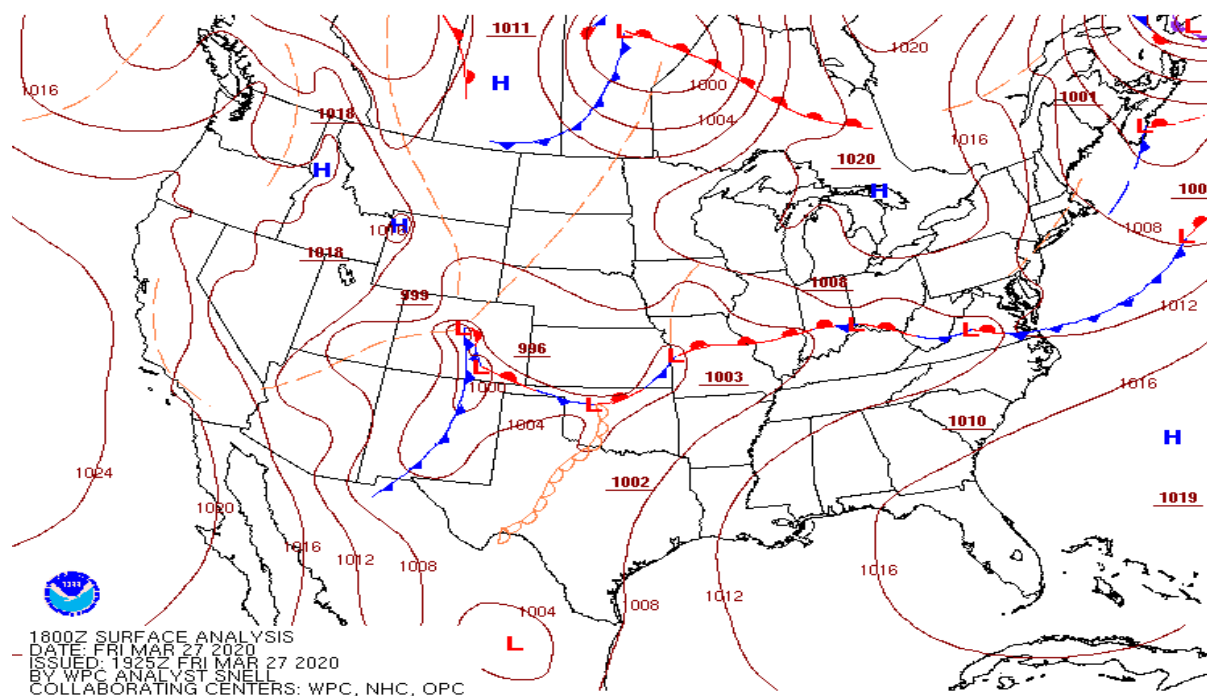 1011
L
1020
H
L
1016
1000
1001
1018
1004
L
1016
1020
H
H
100
H
1018
1008
1018
1008
999
1012
L
L
L
996
L
L
1003
1016
1000
L
1004
1010
H
1024
1002
1019
1020
1016
1012
1008
1016
1012
1004
1008
L
1800Z SURFACE ANALYSIS
DATE: FRI MAR 27 2020
ISSUED: 1925Z FRI MAR 27 2020
BY WPC ANALYST SNELL
COLLABORATING CENTERS: WPC, NHC, OPC